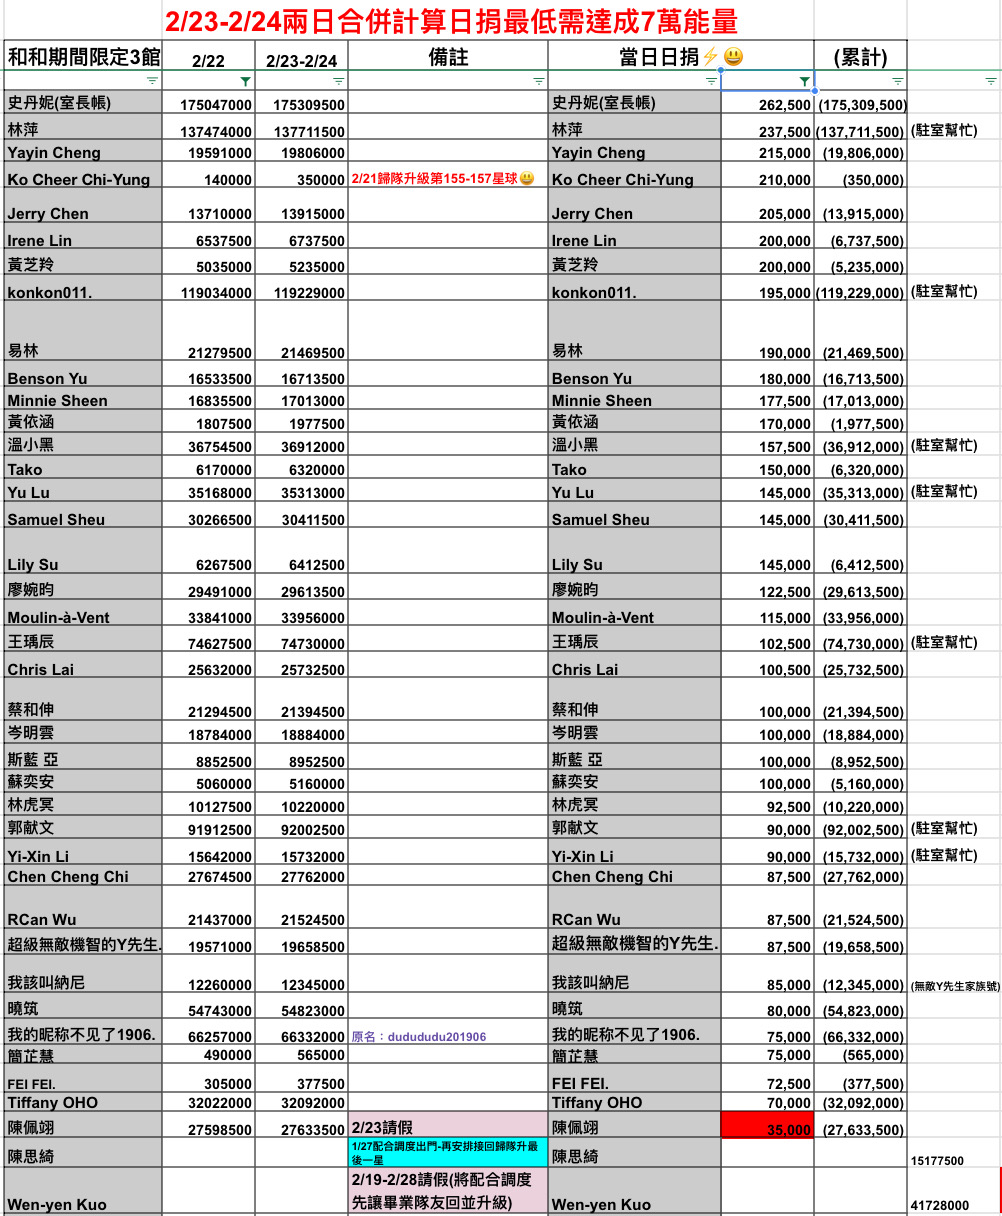 2/23-2/24兩日合併計算日捐最低需達成7萬能量
和和期間限定3館 2/22 2/23-2/24 備註 當日日捐⚡😃 (累計)
史丹妮(室長帳) 175047000 175309500 史丹妮(室長帳) 262,500 (175,309,500)
林萍 137474000 137711500 林萍 237,500 (137,711,500) (駐室幫忙)
Yayin Cheng 19591000 19806000 Yayin Cheng 215,000 (19,806,000)
Ko Cheer Chi-Yung 140000 350000 2/21歸隊升級第155-157星球😃 Ko Cheer Chi-Yung 210,000 (350,000)
Jerry Chen 13710000 13915000 Jerry Chen 205,000 (13,915,000)
Irene Lin 6537500 6737500 Irene Lin 200,000 (6,737,500)
黃芝羚 5035000 5235000 黃芝羚 200,000 (5,235,000)
konkon011. 119034000 119229000 konkon011. 195,000 (119,229,000) (駐室幫忙)
易林 21279500 21469500 易林 190,000 (21,469,500)
Benson Yu 16533500 16713500 Benson Yu 180,000 (16,713,500)
Minnie Sheen 16835500 17013000 Minnie Sheen 177,500 (17,013,000)
黃依涵 1807500 1977500 黃依涵 170,000 (1,977,500)
溫小黑 36754500 36912000 溫小黑 157,500 (36,912,000) (駐室幫忙)
Tako 6170000 6320000 Tako 150,000 (6,320,000)
Yu Lu 35168000 35313000 Yu Lu 145,000 (35,313,000) (駐室幫忙)
Samuel Sheu 30266500 30411500 Samuel Sheu 145,000 (30,411,500)
Lily Su 6267500 6412500 Lily Su 145,000 (6,412,500)
廖婉昀 29491000 29613500 廖婉昀 122,500 (29,613,500)
Moulin-à-Vent 33841000 33956000 Moulin-à-Vent 115,000 (33,956,000)
王瑀辰 74627500 74730000 王瑀辰 102,500 (74,730,000) (駐室幫忙)
Chris Lai 25632000 25732500 Chris Lai 100,500 (25,732,500)
蔡和伸 21294500 21394500 蔡和伸 100,000 (21,394,500)
岑明雲 18784000 18884000 岑明雲 100,000 (18,884,000)
斯藍 亞 8852500 8952500 斯藍 亞 100,000 (8,952,500)
蘇奕安 5060000 5160000 蘇奕安 100,000 (5,160,000)
林虎冥 10127500 10220000 林虎冥 92,500 (10,220,000)
郭献文 91912500 92002500 郭献文 90,000 (92,002,500) (駐室幫忙)
Yi-Xin Li 15642000 15732000 Yi-Xin Li 90,000 (15,732,000) (駐室幫忙)
Chen Cheng Chi 27674500 27762000 Chen Cheng Chi 87,500 (27,762,000)
RCan Wu 21437000 21524500 RCan Wu 87,500 (21,524,500)
超級無敵機智的Y先生. 19571000 19658500 超級無敵機智的Y先生. 87,500 (19,658,500)
我該叫納尼 12260000 12345000 我該叫納尼 85,000 (12,345,000) (無敵Y先生家族號)
曉筑 54743000 54823000 曉筑 80,000 (54,823,000)
我的昵称不见了1906. 66257000 66332000 原名：dudududu201906 我的昵称不见了1906. 75,000 (66,332,000)
簡芷慧 490000 565000 簡芷慧 75,000 (565,000)
FEI FEI. 305000 377500 FEI FEI. 72,500 (377,500)
Tiffany OHO 32022000 32092000 Tiffany OHO 70,000 (32,092,000)
陳佩翊 27598500 27633500 2/23請假 陳佩翊 35,000 (27,633,500)
陳思綺 1/27配合調度出門-再安排接回歸隊升最 陳思綺 15177500
後一星
2/19-2/28請假(將配合調度
Wen-yen Kuo 先讓畢業隊友回並升級) Wen-yen Kuo 41728000